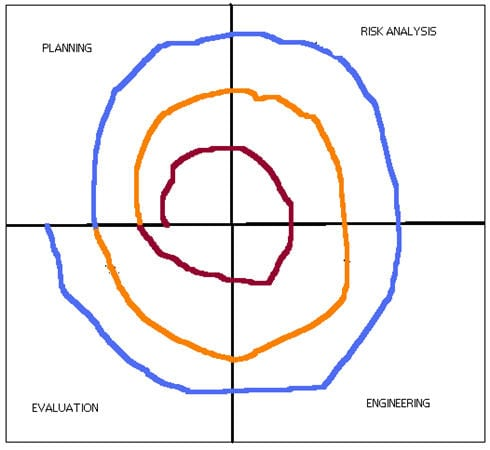 PLANNING
RISK ANALYSIS
EVALUATION
ENGINEERING